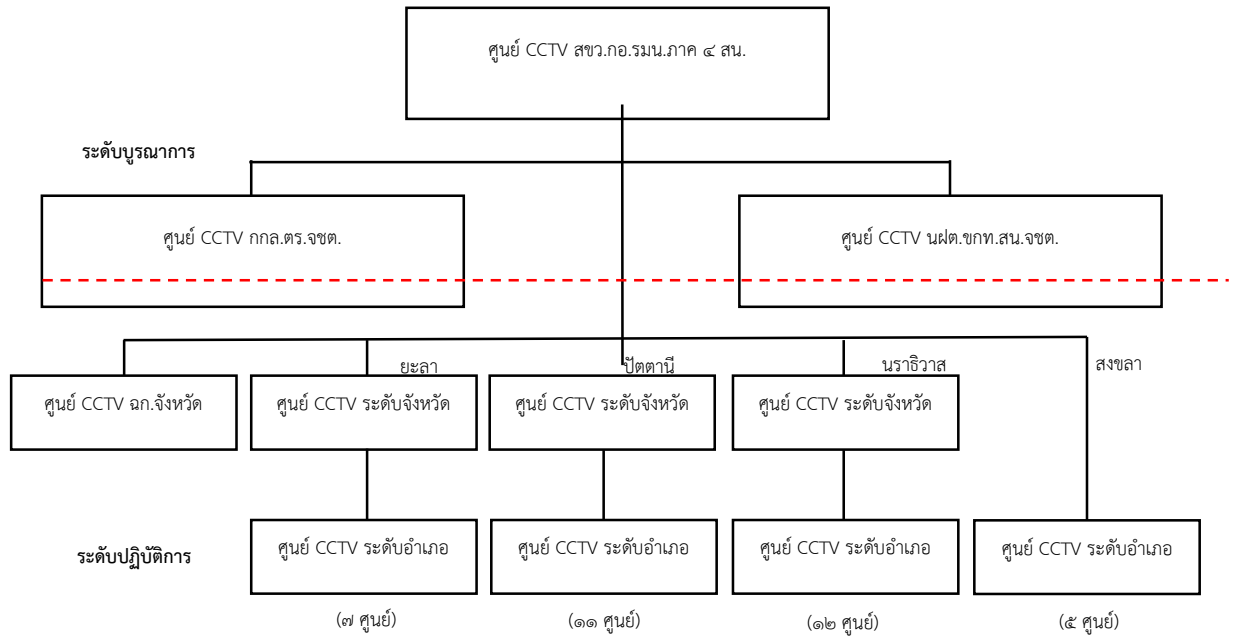 ศูนย์ CCTV สขว.กอ.รมน.ภาค ๔ สน.
ระดับบูรณาการ
ศูนย์ CCTV กกล.ตร.จชต.
ศูนย์ CCTV นฝต.ขกท.สน.จชต.
ยะลา
ปัตตานี
นราธิวาส
สงขลา
ศูนย์ CCTV ฉก.จังหวัด
ศูนย์ CCTV ระดับจังหวัด
ศูนย์ CCTV ระดับจังหวัด
ศูนย์ CCTV ระดับจังหวัด
ระดับปฏิบัติการ
ศูนย์ CCTV ระดับอำเภอ
ศูนย์ CCTV ระดับอำเภอ
ศูนย์ CCTV ระดับอำเภอ
ศูนย์ CCTV ระดับอำเภอ
(๗ ศูนย์)
(๑๑ ศูนย์)
(๑๒ ศูนย์)
(๕ ศูนย์)